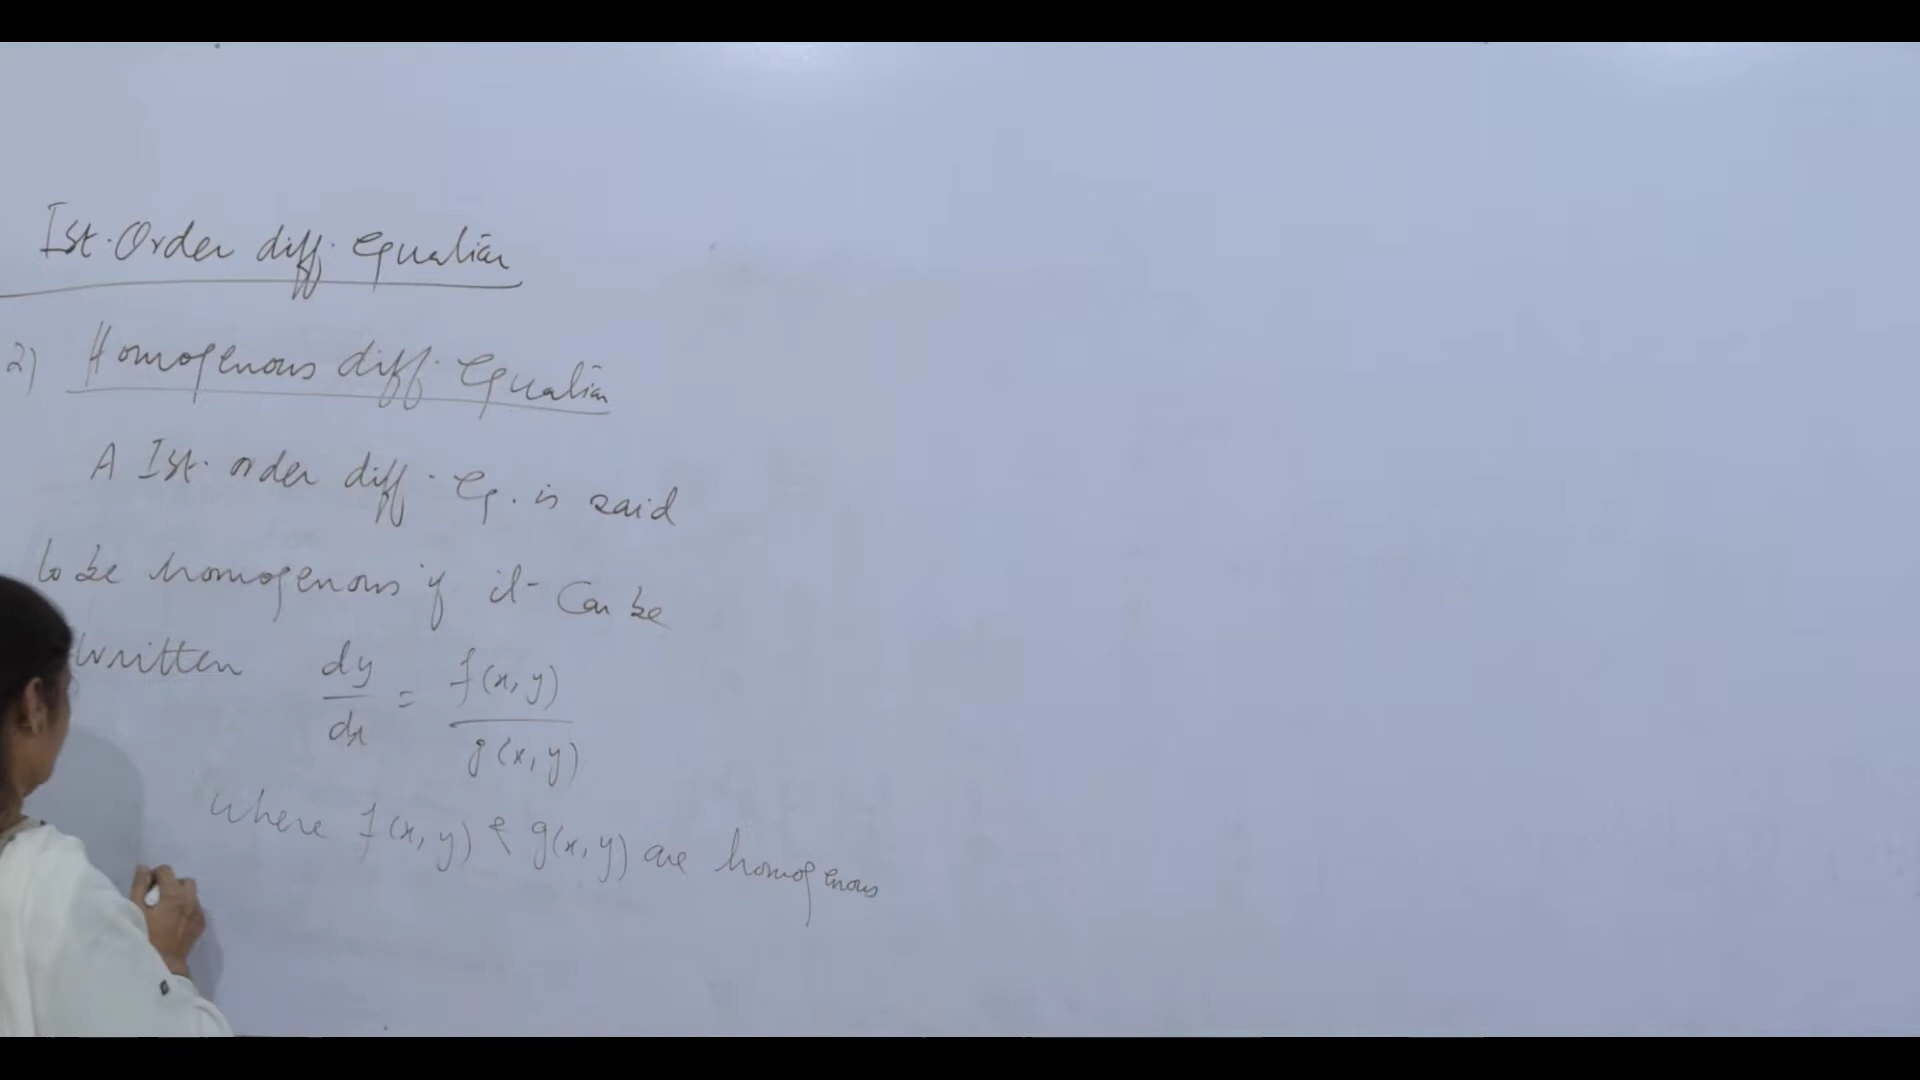 Ist. Order diff. equation
2) Homogenous diff. equation
A Ist. order diff. eq. is said
to be homogenous if it can be
written dy/dx = f(x, y)/g(x, y)
where f(x, y) & g(x, y) are homogenous